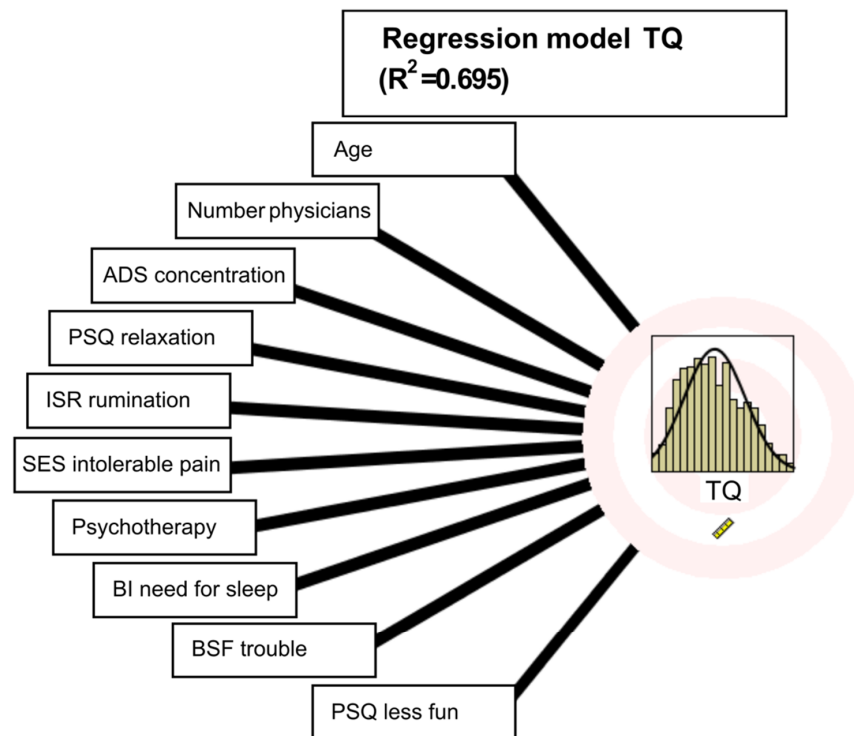 Regression model TQ
(R²=0.695)
Age
Number physicians
ADS concentration
PSQ relaxation
ISR rumination
SES intolerable pain
Psychotherapy
BI need for sleep
BSF trouble
PSQ less fun
TQ